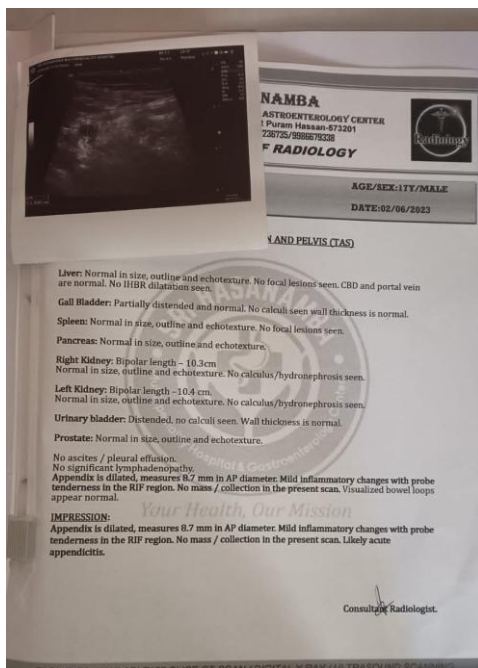 NAMBA
ASTROENTEROLOGY CENTER
Puram Hassan-573201
236735/9986679338
F RADIOLOGY
Radiology
AGE/SEX:17Y/MALE
DATE:02/06/2023
N AND PELVIS (TAS)
Liver: Normal in size, outline and echotexture. No focal lesions seen. CBD and portal vein
are normal. No IHBR dilatation seen.
Gall Bladder: Partially distended and normal. No calculi seen wall thickness is normal.
Spleen: Normal in size, outline and echotexture. No focal lesions seen.
Pancreas: Normal in size, outline and echotexture.
Right Kidney: Bipolar length – 10.3cm
Normal in size, outline and echotexture. No calculus/hydronephrosis seen.
Left Kidney: Bipolar length –10.4 cm.
Normal in size, outline and echotexture. No calculus/hydronephrosis seen.
Urinary bladder: Distended, no calculi seen. Wall thickness is normal.
Prostate: Normal in size, outline and echotexture.
No ascites / pleural effusion.
No significant lymphadenopathy.
Appendix is dilated, measures 8.7 mm in AP diameter. Mild inflammatory changes with probe
tenderness in the RIF region. No mass / collection in the present scan. Visualized bowel loops
appear normal.
Your Health, Our Mission
IMPRESSION:
Appendix is dilated, measures 8.7 mm in AP diameter. Mild inflammatory changes with probe
tenderness in the RIF region. No mass / collection in the present scan. Likely acute
appendicitis.
Consultant Radiologist.